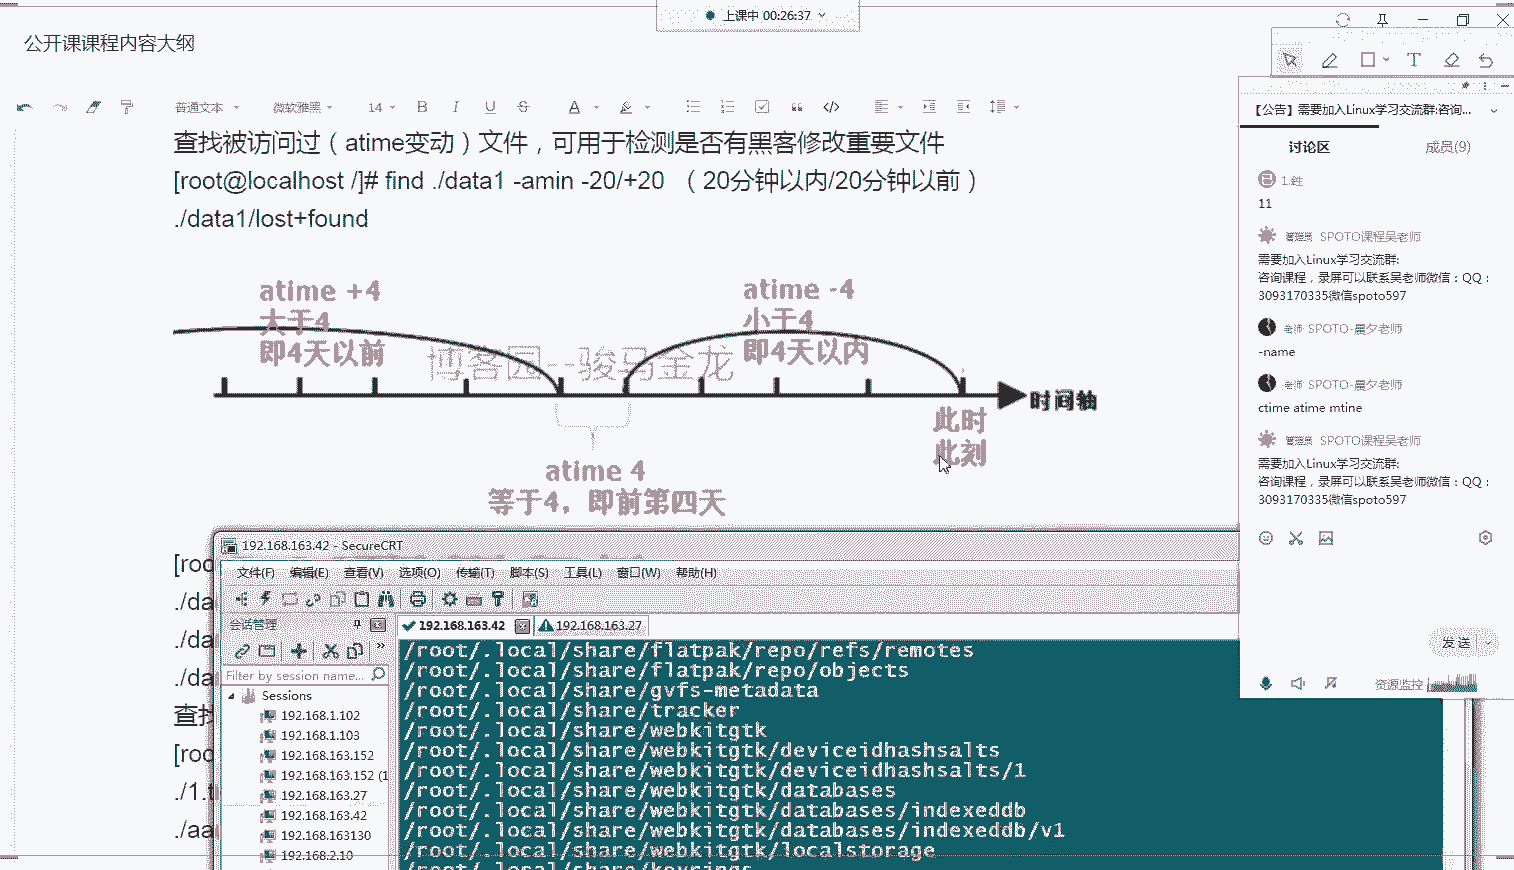 上课中 00:26:37
公开课课程内容大纲
普通文本 微软雅黑 14 B I U S A T
查找被访问过（atime变动）文件，可用于检测是否有黑客修改重要文件
[root@localhost /]# find ./data1 -amin -20/+20 （20分钟以内/20分钟以前）
./data1/lost+found
atime +4
大于4
即4天以前
atime -4
小于4
即4天以内
博客园--骏马金龙
时间轴
此时
此刻
atime 4
等于4，即前第四天
[roo
./da
./da
./da
查找
[roo
./1.t
./aa
192.168.163.42 - SecureCRT
文件(F) 编辑(E) 查看(V) 选项(O) 传输(T) 脚本(S) 工具(L) 窗口(W) 帮助(H)
会话管理
192.168.163.42
192.168.163.27
Filter by session name...
Sessions
192.168.1.102
192.168.1.103
192.168.163.152
192.168.163.152 (1
192.168.163.27
192.168.163.42
192.168.163130
192.168.2.10
/root/.local/share/flatpak/repo/refs/remotes
/root/.local/share/flatpak/repo/objects
/root/.local/share/gvfs-metadata
/root/.local/share/tracker
/root/.local/share/webkitgtk
/root/.local/share/webkitgtk/deviceidhashsalts
/root/.local/share/webkitgtk/deviceidhashsalts/1
/root/.local/share/webkitgtk/databases
/root/.local/share/webkitgtk/databases/indexeddb
/root/.local/share/webkitgtk/databases/indexeddb/v1
/root/.local/share/webkitgtk/localstorage
/root/.local/share/keyrings
【公告】需要加入Linux学习交流群:咨询...
讨论区 成员(9)
11
管理员 SPOTO课程吴老师
需要加入Linux学习交流群:
咨询课程，录屏可以联系吴老师微信：QQ：
3093170335微信spoto597
老师 SPOTO-晨夕老师
-name
老师 SPOTO-晨夕老师
ctime atime mtine
管理员 SPOTO课程吴老师
需要加入Linux学习交流群:
咨询课程，录屏可以联系吴老师微信：QQ：
3093170335微信spoto597
发送
资源监控